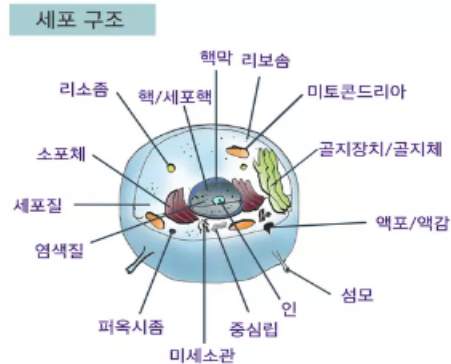 세포 구조
핵막
리보솜
리소좀
핵/세포핵
미토콘드리아
소포체
골지장치/골지체
세포질
액포/액감
염색질
섬모
인
퍼옥시좀
중심립
미세소관